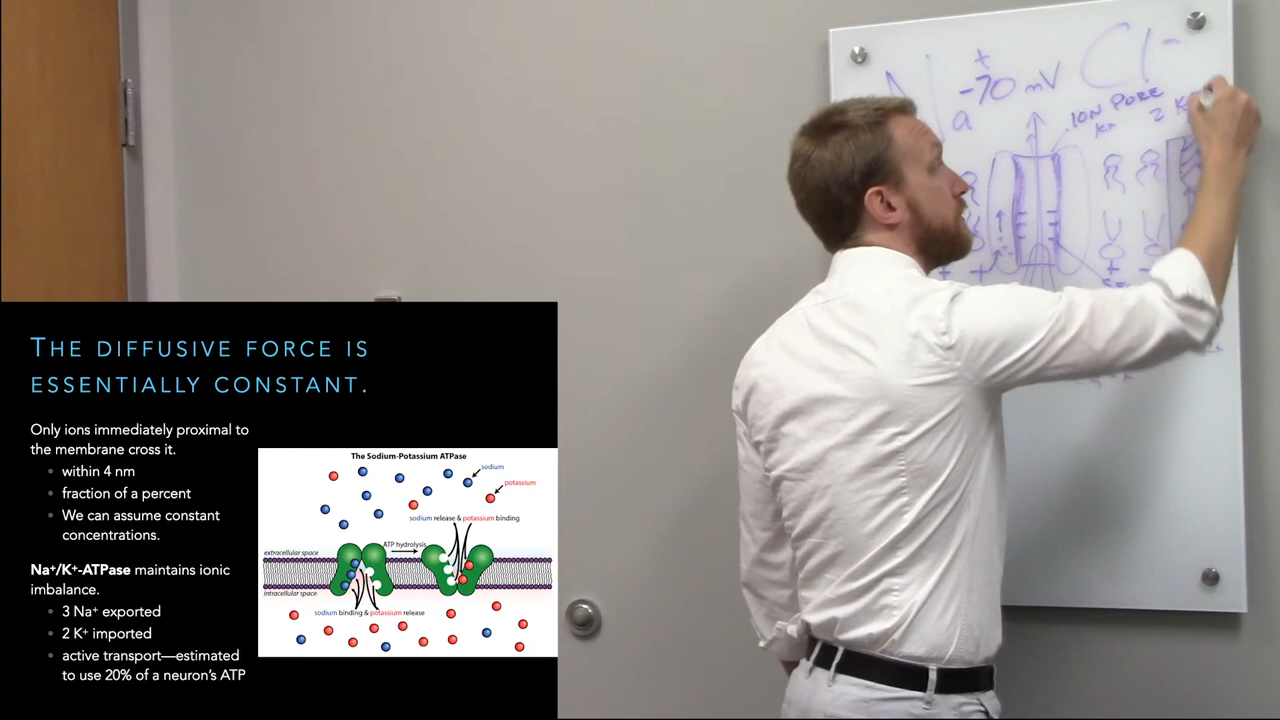 THE DIFFUSIVE FORCE IS
ESSENTIALLY CONSTANT.
Only ions immediately proximal to
the membrane cross it.
• within 4 nm
• fraction of a percent
• We can assume constant
concentrations.
Na⁺/K⁺-ATPase maintains ionic
imbalance.
• 3 Na⁺ exported
• 2 K⁺ imported
• active transport—estimated
to use 20% of a neuron's ATP
The Sodium-Potassium ATPase
sodium
potassium
sodium release & potassium binding
ATP hydrolysis
extracellular space
intracellular space
sodium binding & potassium release
+
-70 mV
Cl-
a
ION PORE
2 K